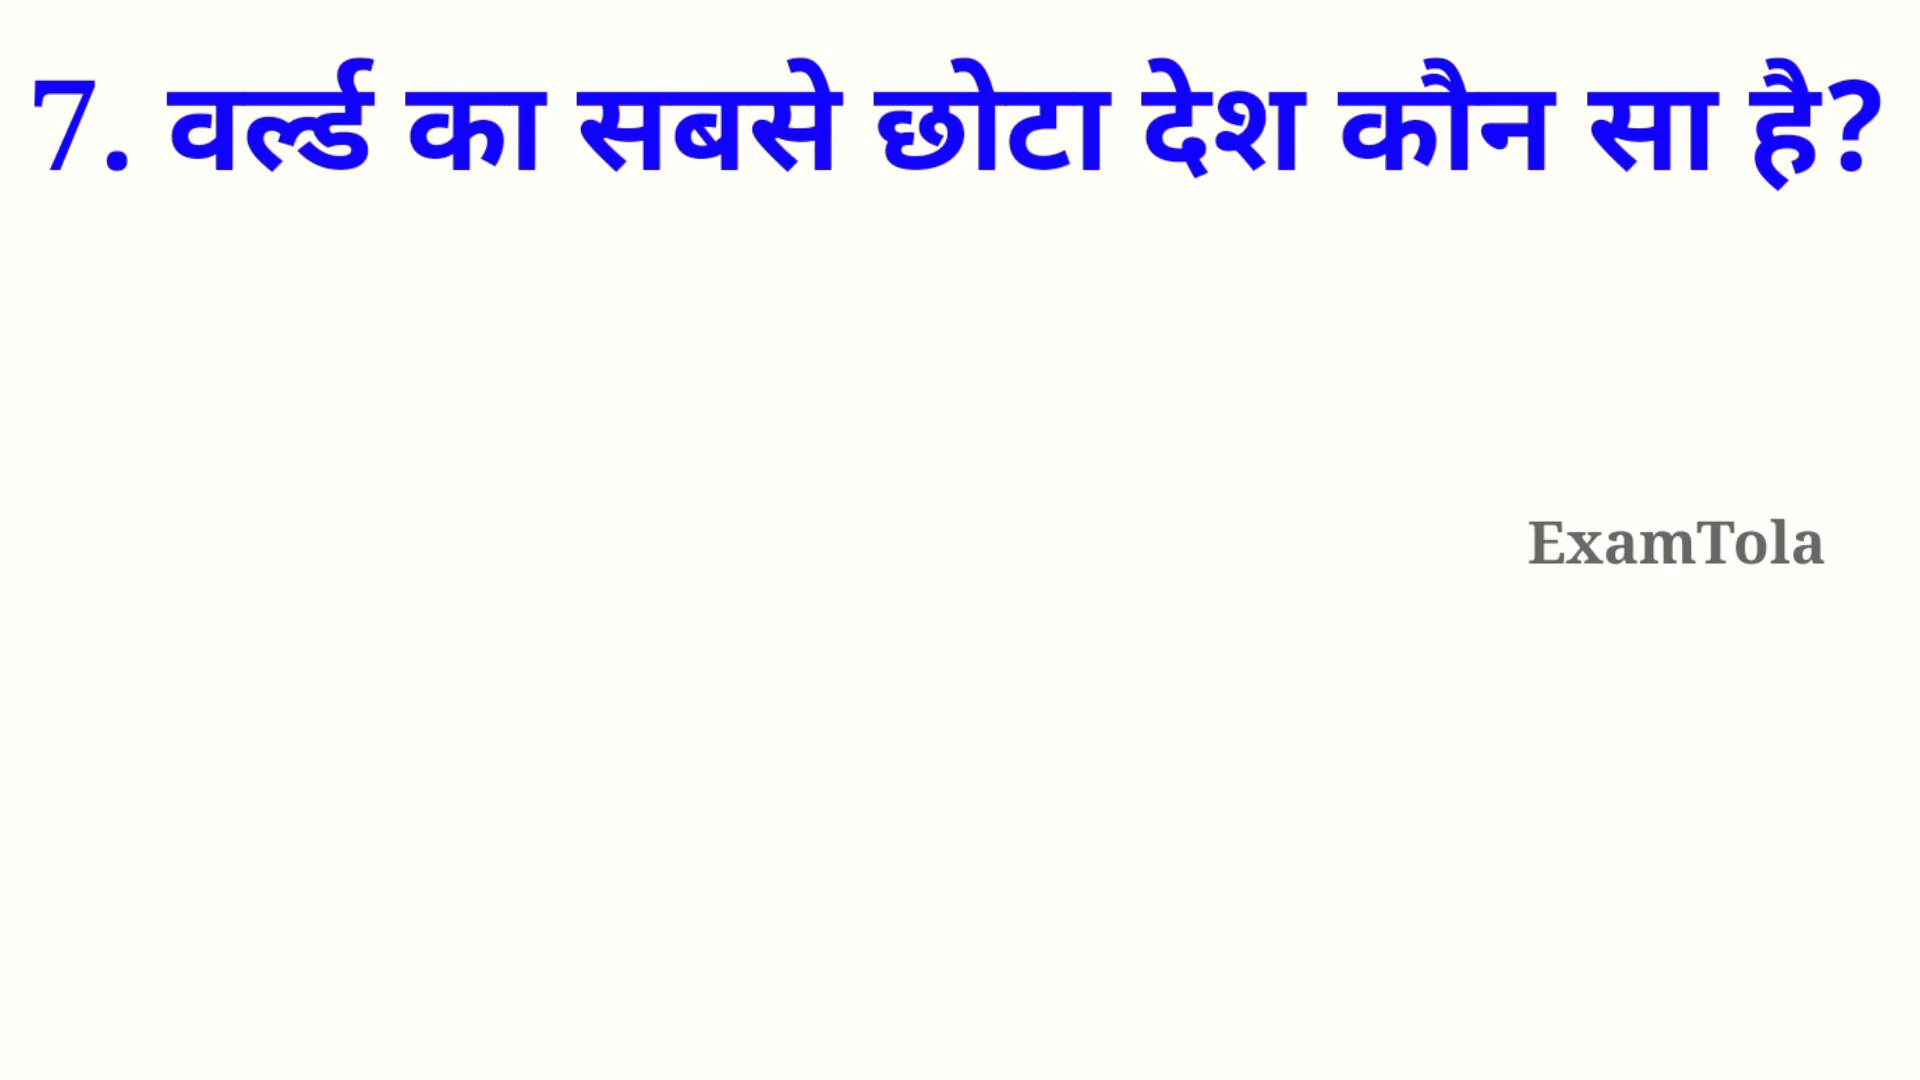 7. वर्ल्ड का सबसे छोटा देश कौन सा है?
ExamTola